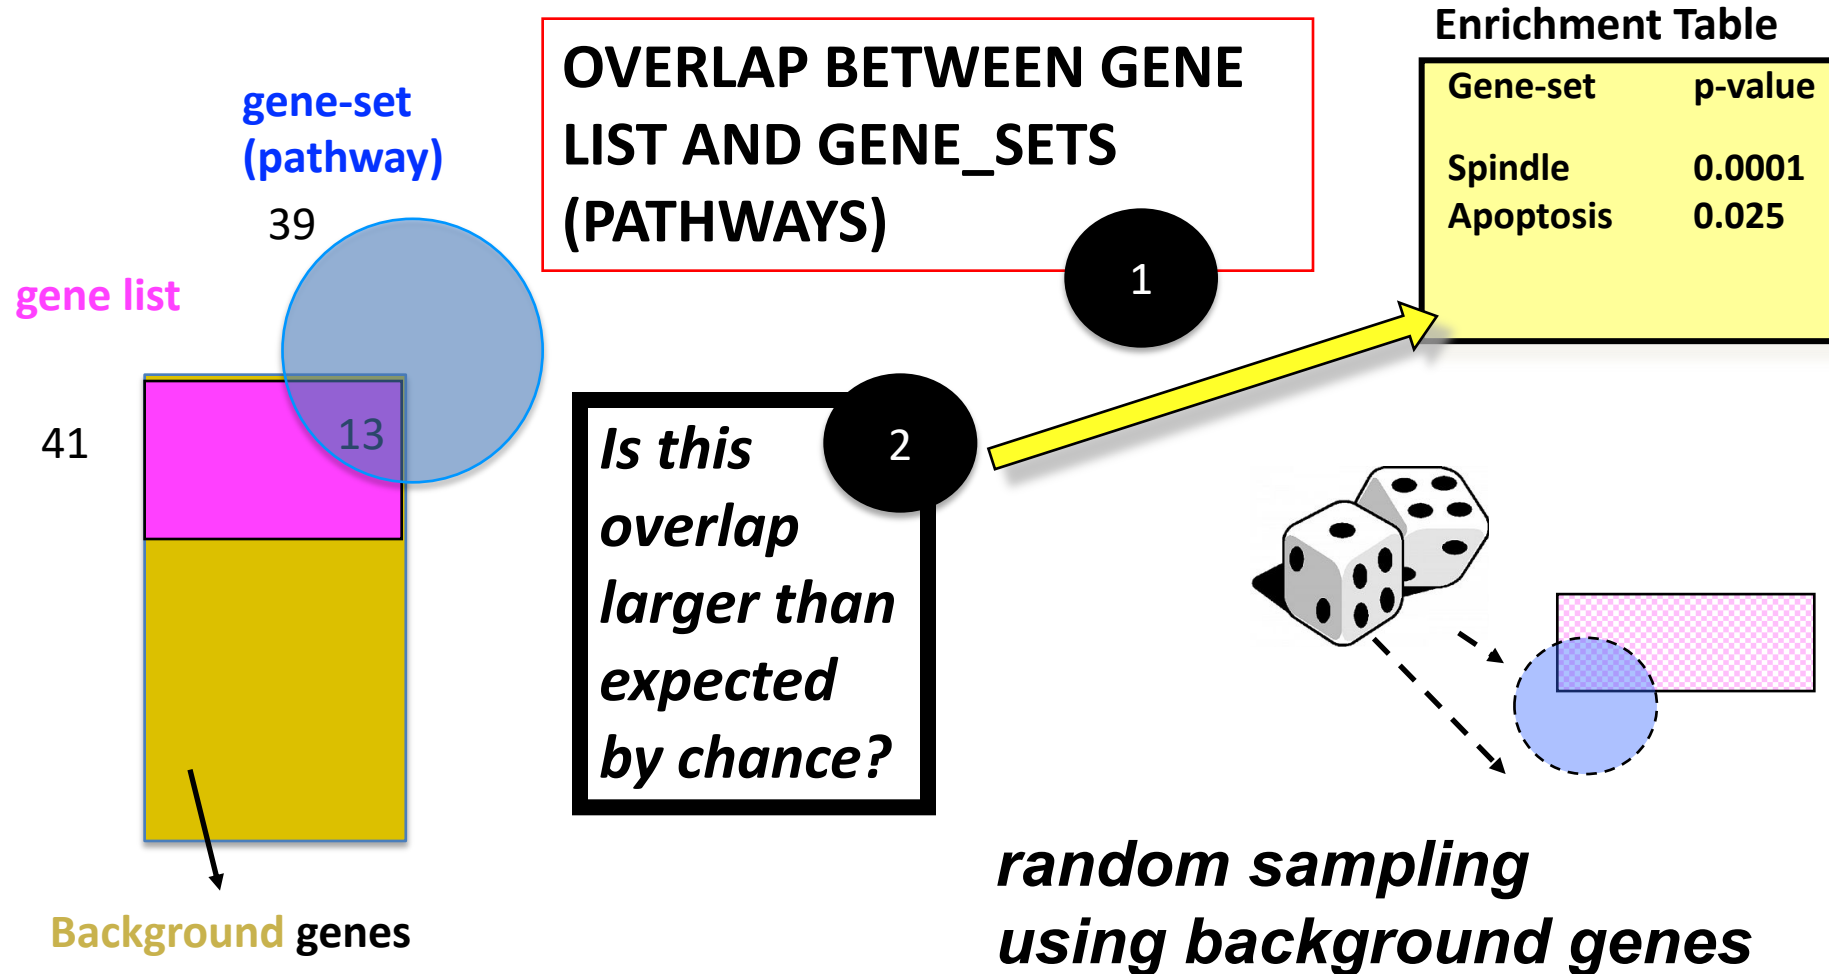 Enrichment Table
OVERLAP BETWEEN GENE
LIST AND GENE_SETS
(PATHWAYS)
1
Gene-set p-value
Spindle 0.0001
Apoptosis 0.025
gene-set
(pathway)
39
gene list
41
13
Is this
overlap
larger than
expected
by chance?
2
random sampling
using background genes
Background genes